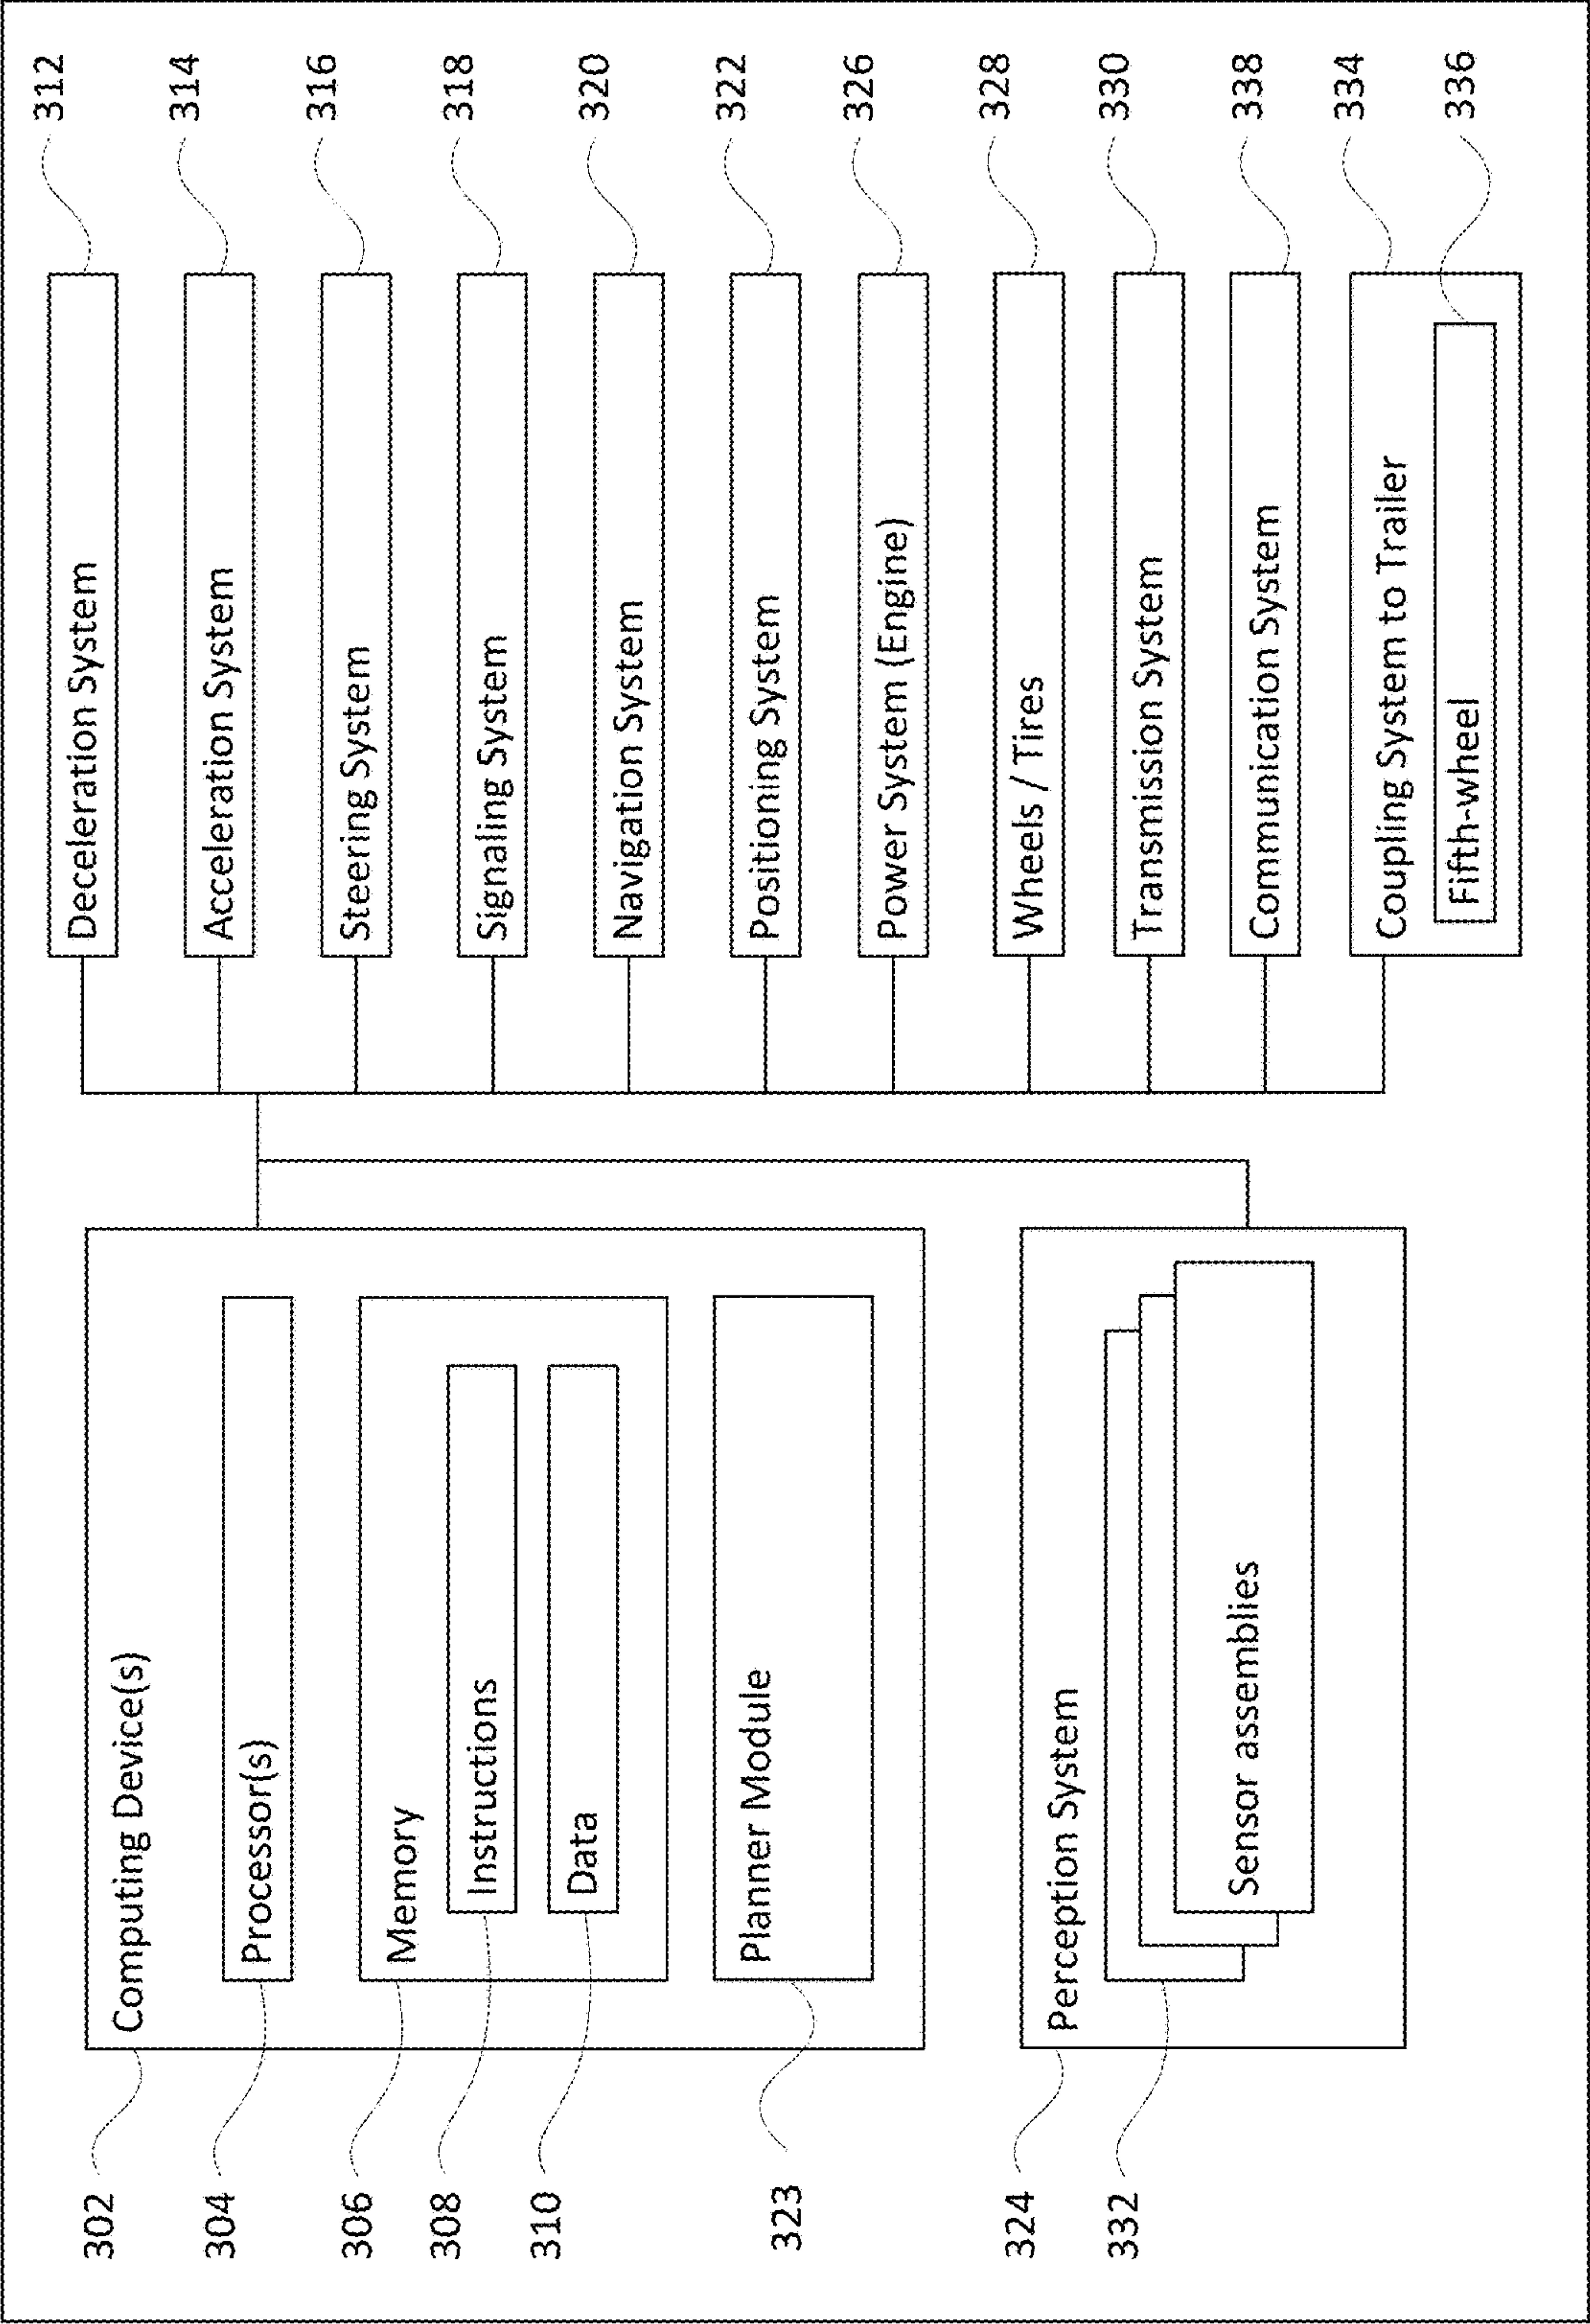 302
Computing Device(s)
304
Processor(s)
306
Memory
308
Instructions
310
Data
323
Planner Module
324
Perception System
332
Sensor assemblies
Deceleration System
312
Acceleration System
314
Steering System
316
Signaling System
318
Navigation System
320
Positioning System
322
Power System (Engine)
326
Wheels / Tires
328
Transmission System
330
Communication System
338
Coupling System to Trailer
334
Fifth-wheel
336